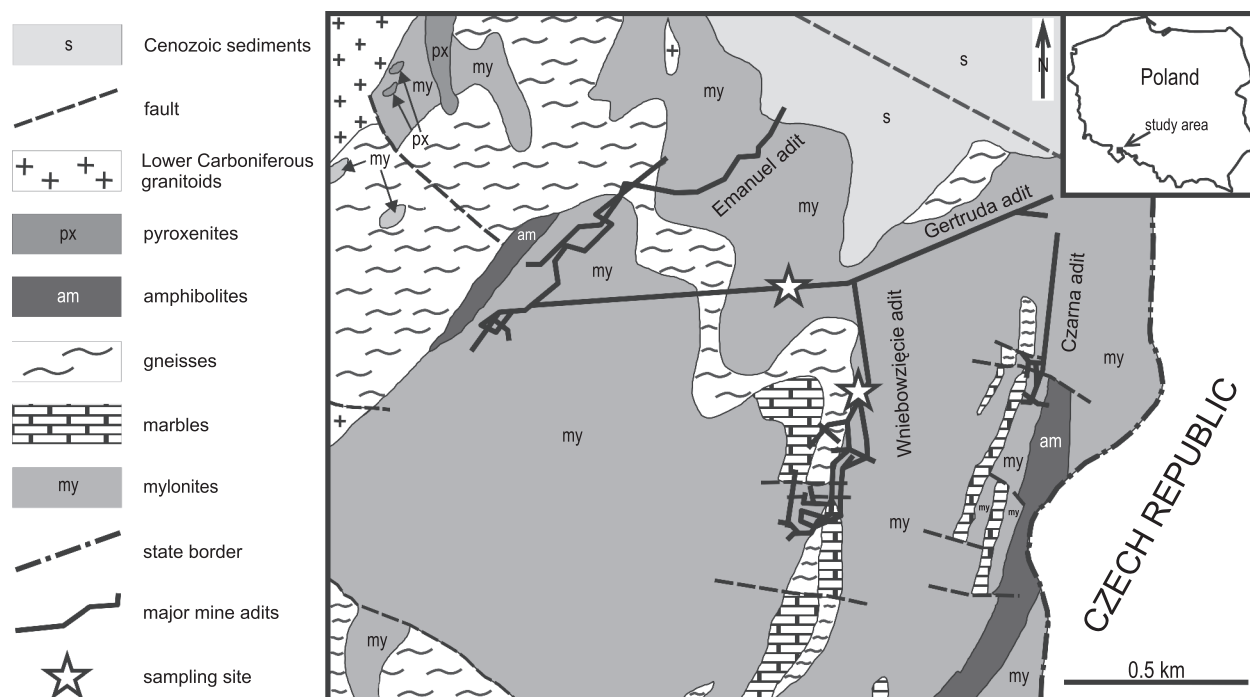 s
Cenozoic sediments
fault
Lower Carboniferous
granitoids
px
pyroxenites
am
amphibolites
gneisses
marbles
my
mylonites
state border
major mine adits
sampling site
px
my
my
px
my
my
s
s
N
Poland
study area
Emanuel adit
my
Gertruda adit
am
my
Czarna adit
my
Wniebowzięcie adit
my
am
my
my
my
my
CZECH REPUBLIC
my
my
0.5 km